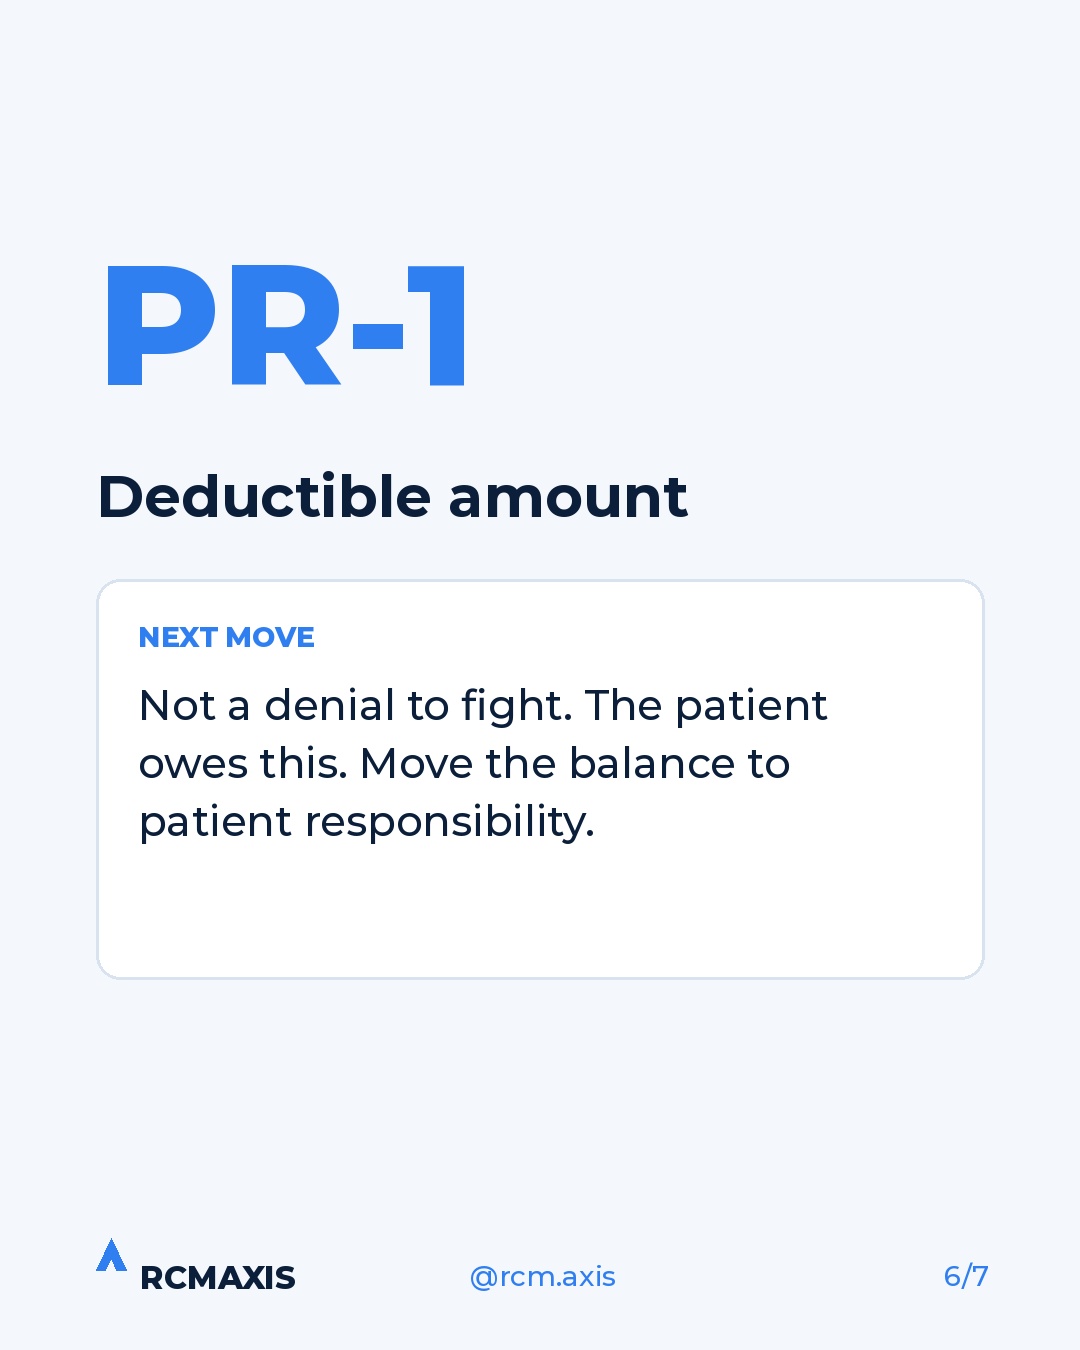 PR-1
Deductible amount
NEXT MOVE
Not a denial to fight. The patient
owes this. Move the balance to
patient responsibility.
RCMAXIS
@rcm.axis
6/7